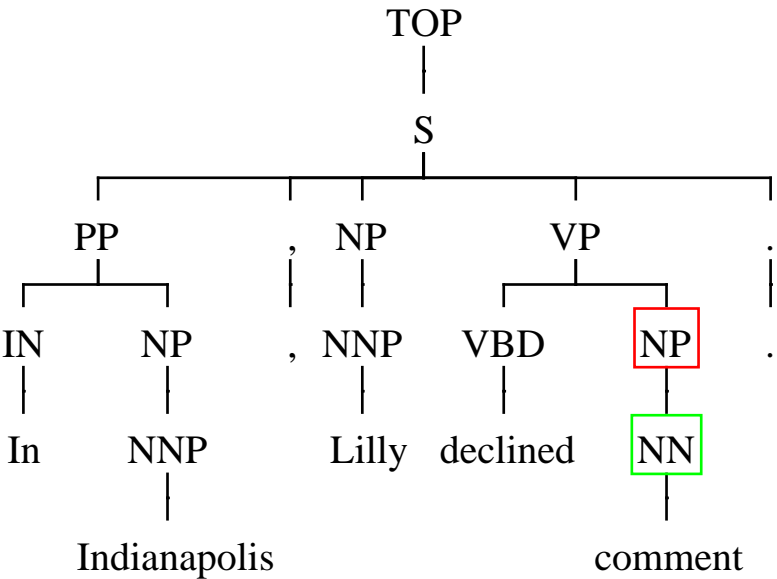 TOP
S
PP , NP VP .
IN NP , NNP VBD NP .
In NNP Lilly declined NN
Indianapolis comment